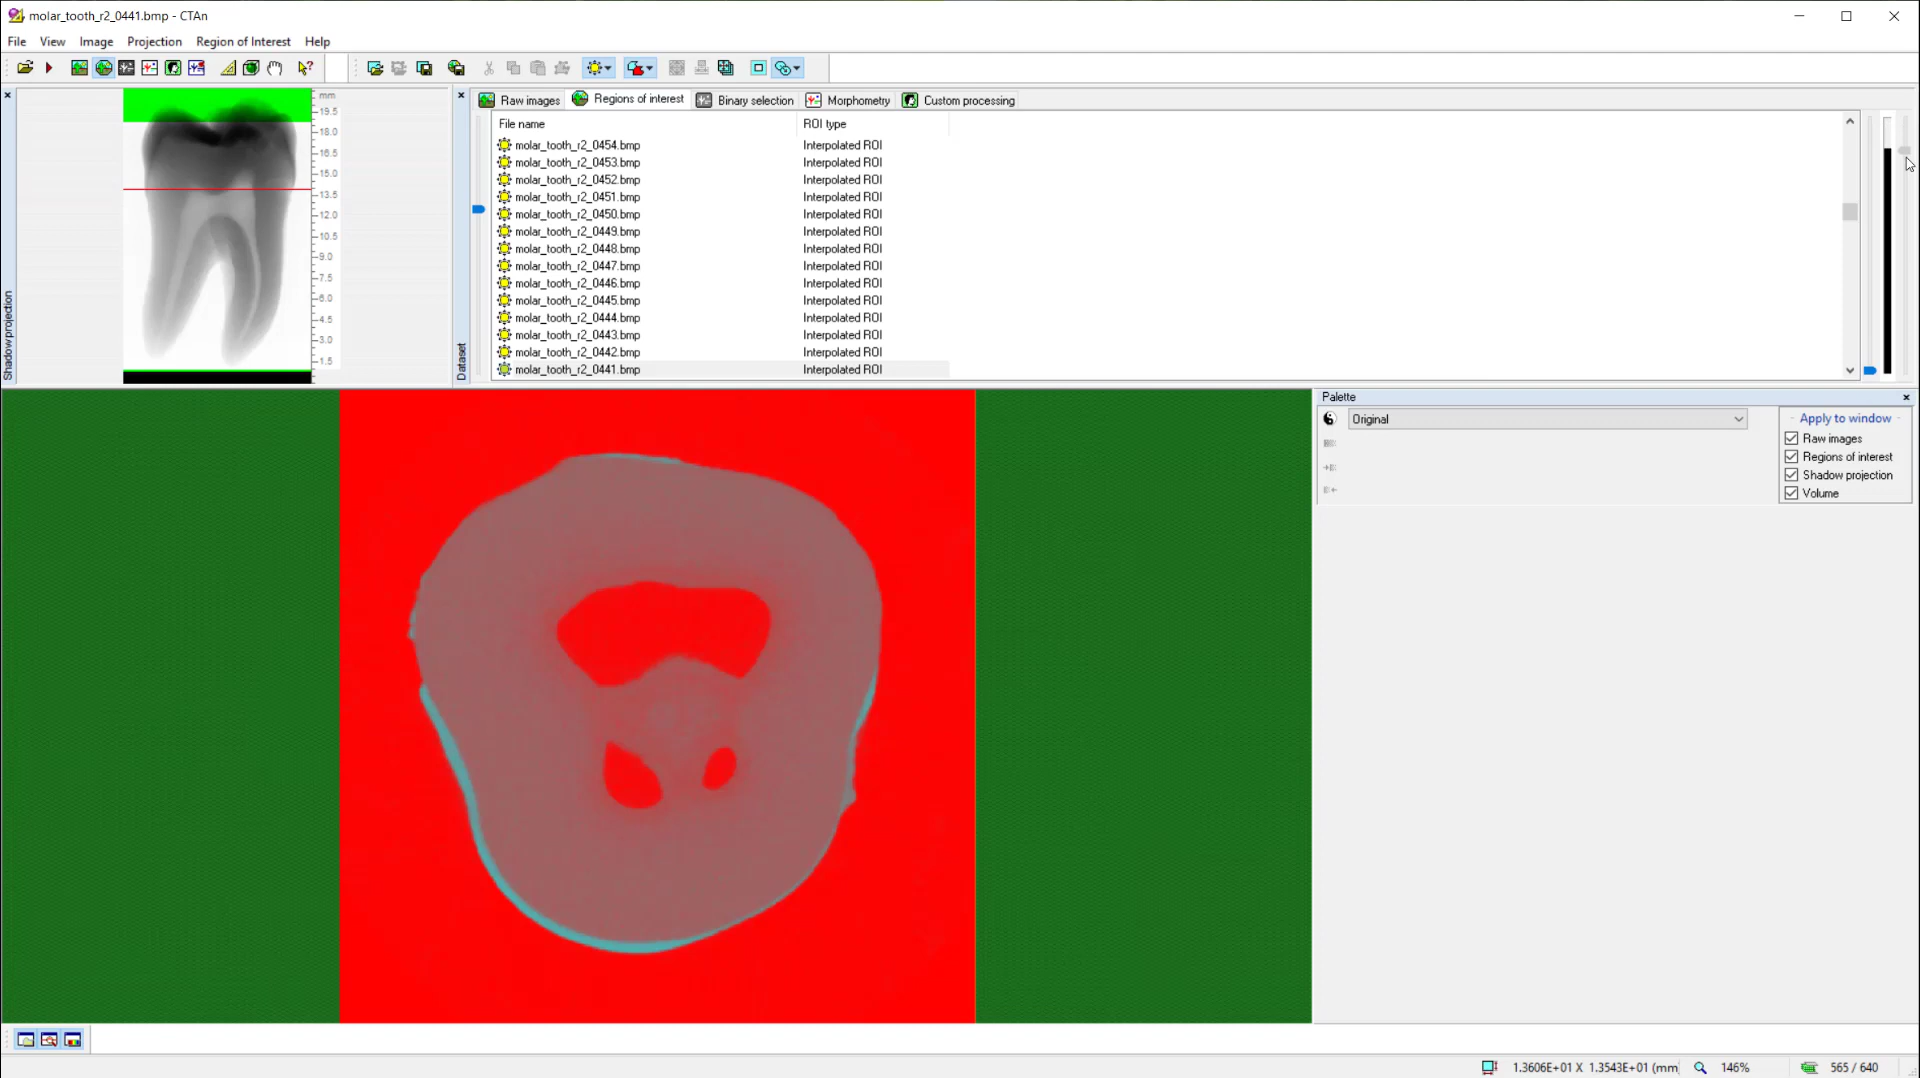 molar_tooth_r2_0441.bmp - CTAn
File View Image Projection Region of Interest Help
Shadow projection
mm
19.5
18.0
16.5
15.0
13.5
12.0
10.5
9.0
7.5
6.0
4.5
3.0
1.5
Dataset
Raw images Regions of interest Binary selection Morphometry Custom processing
File name ROI type
molar_tooth_r2_0454.bmp Interpolated ROI
molar_tooth_r2_0453.bmp Interpolated ROI
molar_tooth_r2_0452.bmp Interpolated ROI
molar_tooth_r2_0451.bmp Interpolated ROI
molar_tooth_r2_0450.bmp Interpolated ROI
molar_tooth_r2_0449.bmp Interpolated ROI
molar_tooth_r2_0448.bmp Interpolated ROI
molar_tooth_r2_0447.bmp Interpolated ROI
molar_tooth_r2_0446.bmp Interpolated ROI
molar_tooth_r2_0445.bmp Interpolated ROI
molar_tooth_r2_0444.bmp Interpolated ROI
molar_tooth_r2_0443.bmp Interpolated ROI
molar_tooth_r2_0442.bmp Interpolated ROI
molar_tooth_r2_0441.bmp Interpolated ROI
Palette
Original
Apply to window
Raw images
Regions of interest
Shadow projection
Volume
1.3606E+01 X 1.3543E+01 (mm) 146% 565 / 640